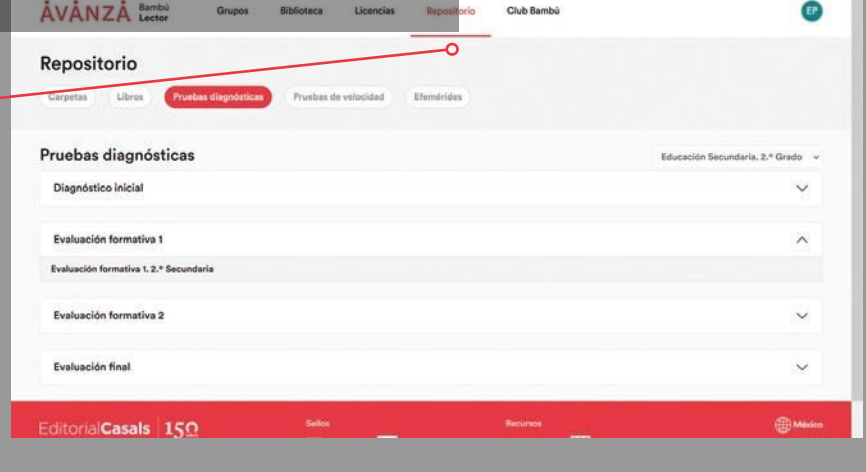 ÁVÁNZÁ Bambú Lector Grupos Biblioteca Licencias Repositorio Club Bambú EP
Repositorio
Carpetas Libros Pruebas diagnósticas Pruebas de velocidad Efemérides
Pruebas diagnósticas Educación Secundaria. 2.º Grado
Diagnóstico inicial
Evaluación formativa 1
Evaluación formativa 1. 2.º Secundaria
Evaluación formativa 2
Evaluación final
EditorialCasals 150 Sellos Recursos México